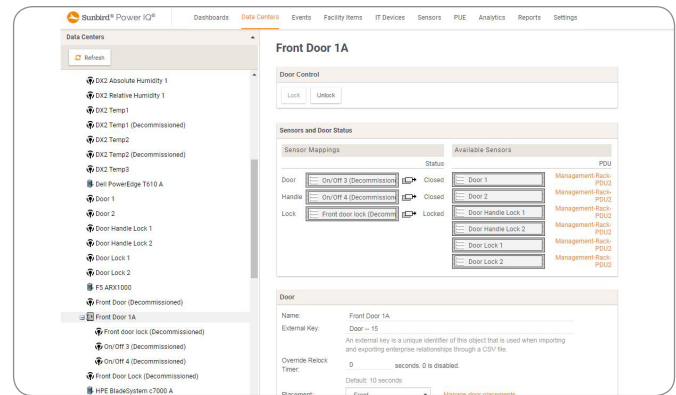 Sunbird® Power IQ®
Dashboards Data Centers Events Facility Items IT Devices Sensors PUE Analytics Reports Settings
Data Centers
Refresh
DX2 Absolute Humidity 1
DX2 Relative Humidity 1
DX2 Temp1
DX2 Temp1 (Decommissioned)
DX2 Temp2
DX2 Temp2 (Decommissioned)
DX2 Temp3
Dell PowerEdge T610 A
Door 1
Door 2
Door Handle Lock 1
Door Handle Lock 2
Door Lock 1
Door Lock 2
F5 ARX1000
Front Door (Decommissioned)
Front Door 1A
Front door lock (Decommissioned)
On/Off 3 (Decommissioned)
On/Off 4 (Decommissioned)
Front Door Lock (Decommissioned)
HPE BladeSystem c7000 A
Front Door 1A
Door Control
Lock Unlock
Sensors and Door Status
Sensor Mappings
Status
Door On/Off 3 (Decommission Closed
Handle On/Off 4 (Decommission Closed
Lock Front door lock (Decomm Locked
Available Sensors
PDU
Door 1 Management-Rack-
PDU2
Door 2 Management-Rack-
PDU2
Door Handle Lock 1 Management-Rack-
PDU2
Door Handle Lock 2 Management-Rack-
PDU2
Door Lock 1 Management-Rack-
PDU2
Door Lock 2 Management-Rack-
PDU2
Door
Name: Front Door 1A
External Key: Door -- 15
An external key is a unique identifier of this object that is used when importing
and exporting enterprise relationships through a CSV file.
Override Relock
Timer: 0 seconds. 0 is disabled.
Default: 10 seconds
Placement: Front Manage door placements